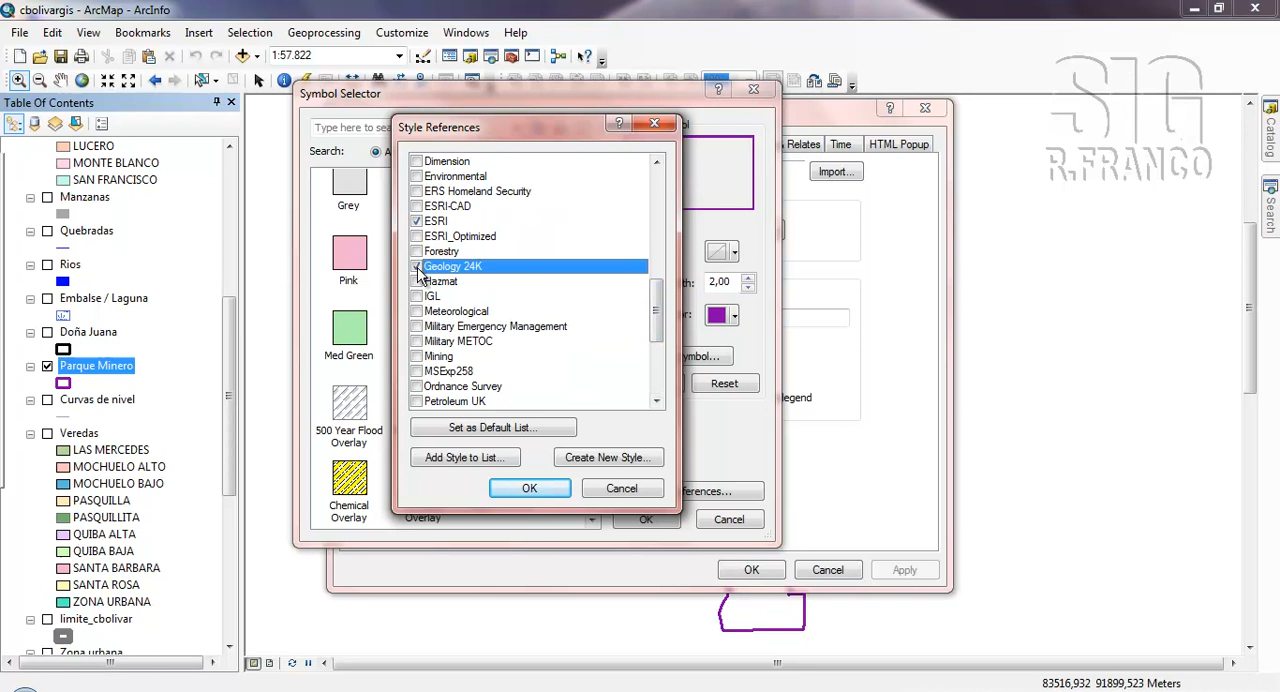 cbolivargis - ArcMap - ArcInfo
File Edit View Bookmarks Insert Selection Geoprocessing Customize Windows Help
1:57.822
Table Of Contents
LUCERO
MONTE BLANCO
SAN FRANCISCO
Manzanas
Quebradas
Rios
Embalse / Laguna
Doña Juana
Parque Minero
Curvas de nivel
Veredas
LAS MERCEDES
MOCHUELO ALTO
MOCHUELO BAJO
PASQUILLA
PASQUILLITA
QUIBA ALTA
QUIBA BAJA
SANTA BARBARA
SANTA ROSA
ZONA URBANA
limite_cbolivar
Zona urbana
Symbol Selector
Type here to sea
Search:
Grey
Pink
Med Green
500 Year Flood
Overlay
Chemical
Overlay
Overlay
Style References
Dimension
Environmental
ERS Homeland Security
ESRI-CAD
ESRI
ESRI_Optimized
Forestry
Geology 24K
Hazmat
IGL
Meteorological
Military Emergency Management
Military METOC
Mining
MSExp258
Ordnance Survey
Petroleum UK
Set as Default List...
Add Style to List... Create New Style...
OK Cancel
2,00
Reset
OK Cancel
Relates Time HTML Popup
Import...
legend
OK Cancel Apply
SIG
R.FRANCO
Catalog
Search
83516,932 91899,523 Meters